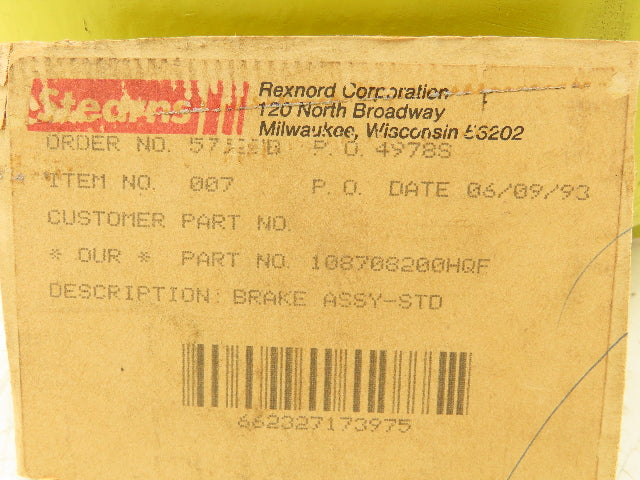 Stearns
Rexnord Corporation
120 North Broadway
Milwaukee, Wisconsin 53202
ORDER NO. P.O. 4978S
ITEM NO. 007 P.O. DATE 06/09/93
CUSTOMER PART NO.
* OUR * PART NO. 108708200HQF
DESCRIPTION: BRAKE ASSY-STD
662327173975